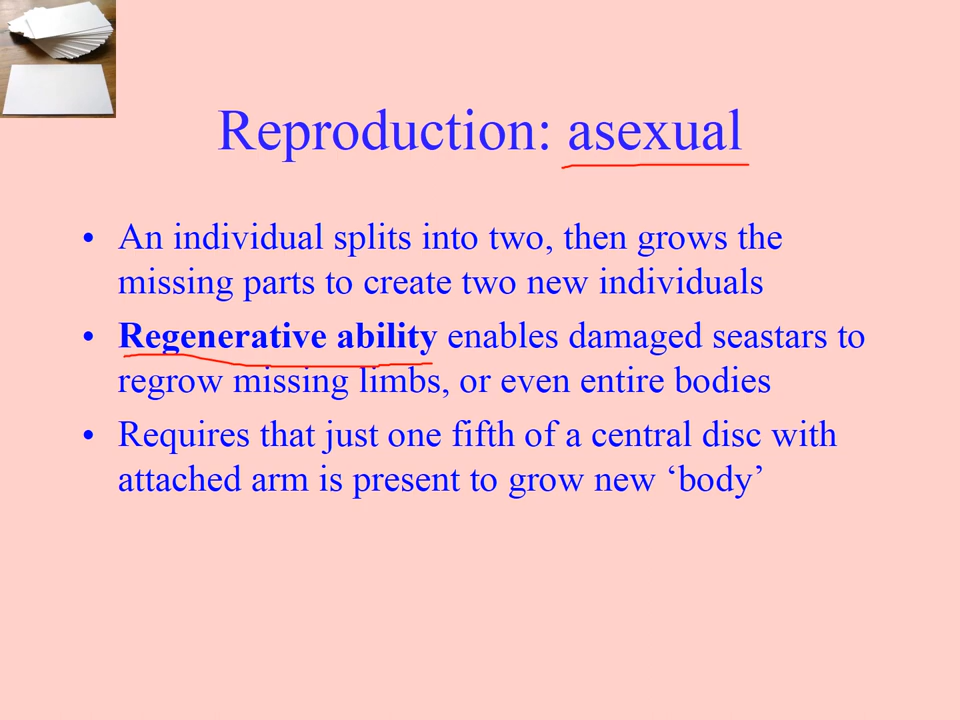 Reproduction: asexual
• An individual splits into two, then grows the
missing parts to create two new individuals
• Regenerative ability enables damaged seastars to
regrow missing limbs, or even entire bodies
• Requires that just one fifth of a central disc with
attached arm is present to grow new ‘body’